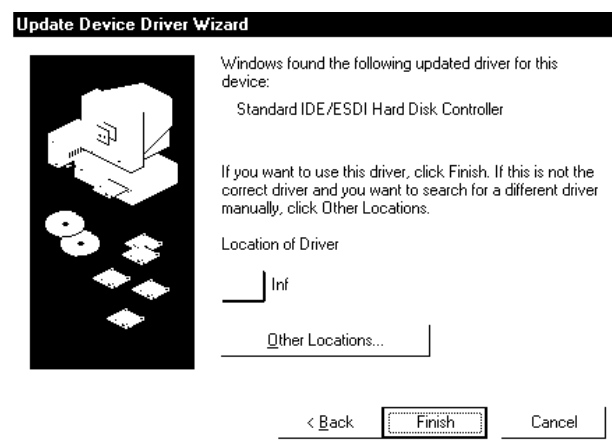 Update Device Driver Wizard
Windows found the following updated driver for this
device:
Standard IDE/ESDI Hard Disk Controller
If you want to use this driver, click Finish. If this is not the
correct driver and you want to search for a different driver
manually, click Other Locations.
Location of Driver
Inf
Other Locations...
< Back Finish Cancel